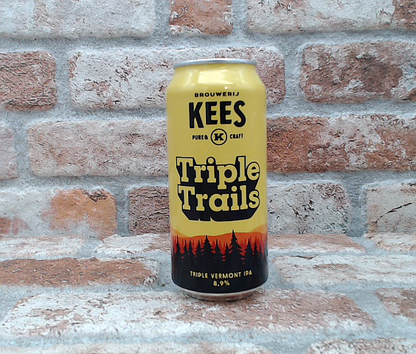 BROUWERIJ
KEES
PURE & K CRAFT
Triple
Trails
TRIPLE VERMONT IPA
8,9%